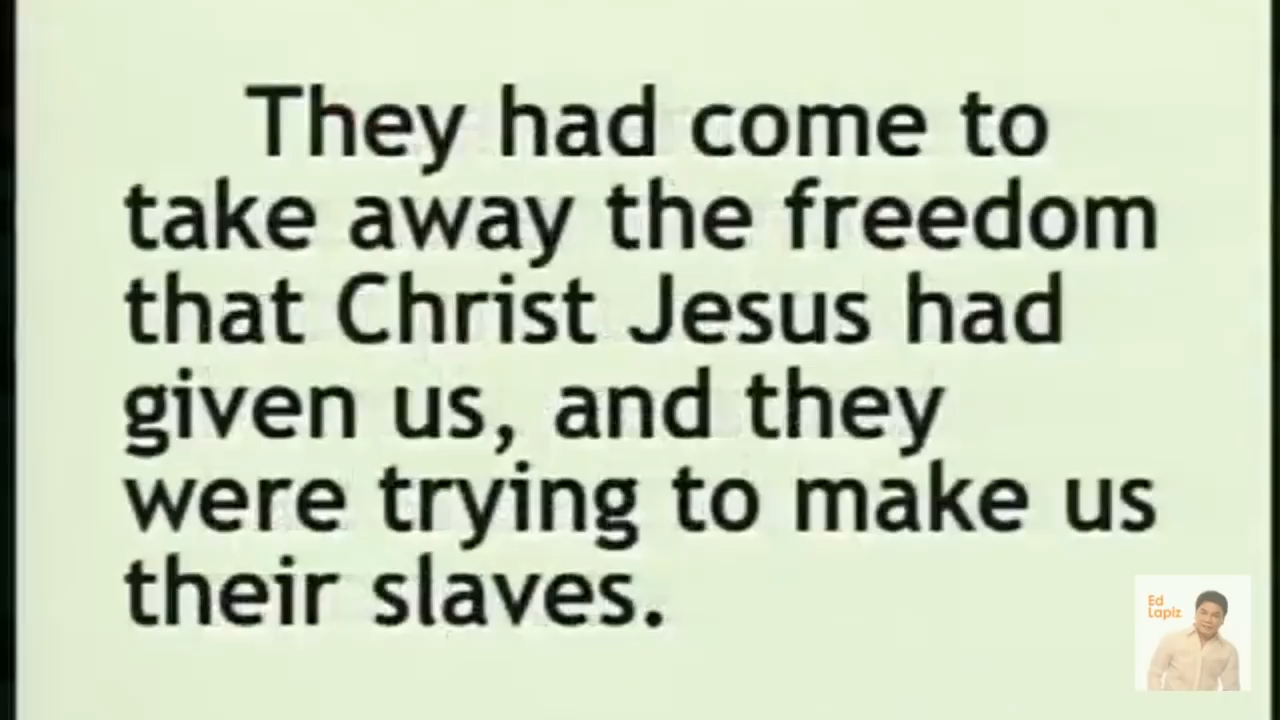 They had come to
take away the freedom
that Christ Jesus had
given us, and they
were trying to make us
their slaves.
Ed
Lapiz